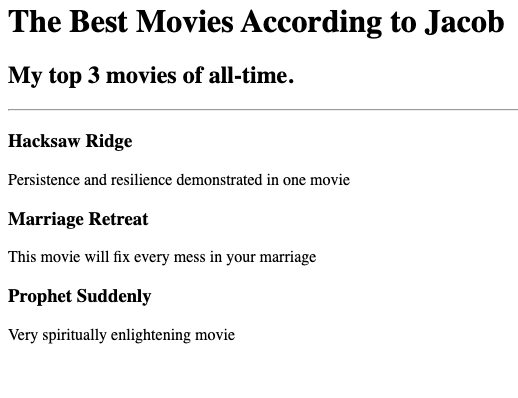 The Best Movies According to Jacob
My top 3 movies of all-time.
Hacksaw Ridge
Persistence and resilience demonstrated in one movie
Marriage Retreat
This movie will fix every mess in your marriage
Prophet Suddenly
Very spiritually enlightening movie